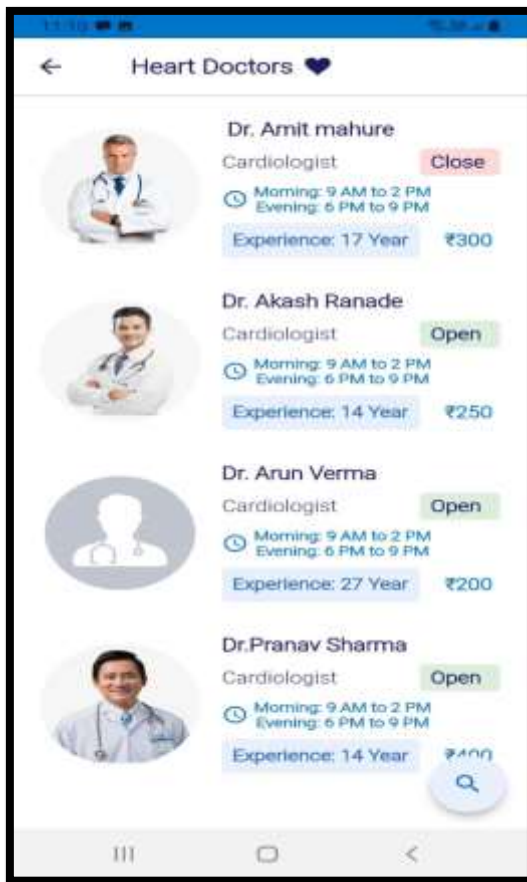 11:10
Heart Doctors
Dr. Amit mahure
Cardiologist Close
Morning: 9 AM to 2 PM
Evening: 6 PM to 9 PM
Experience: 17 Year ₹300
Dr. Akash Ranade
Cardiologist Open
Morning: 9 AM to 2 PM
Evening: 6 PM to 9 PM
Experience: 14 Year ₹250
Dr. Arun Verma
Cardiologist Open
Morning: 9 AM to 2 PM
Evening: 6 PM to 9 PM
Experience: 27 Year ₹200
Dr.Pranav Sharma
Cardiologist Open
Morning: 9 AM to 2 PM
Evening: 6 PM to 9 PM
Experience: 14 Year ₹400